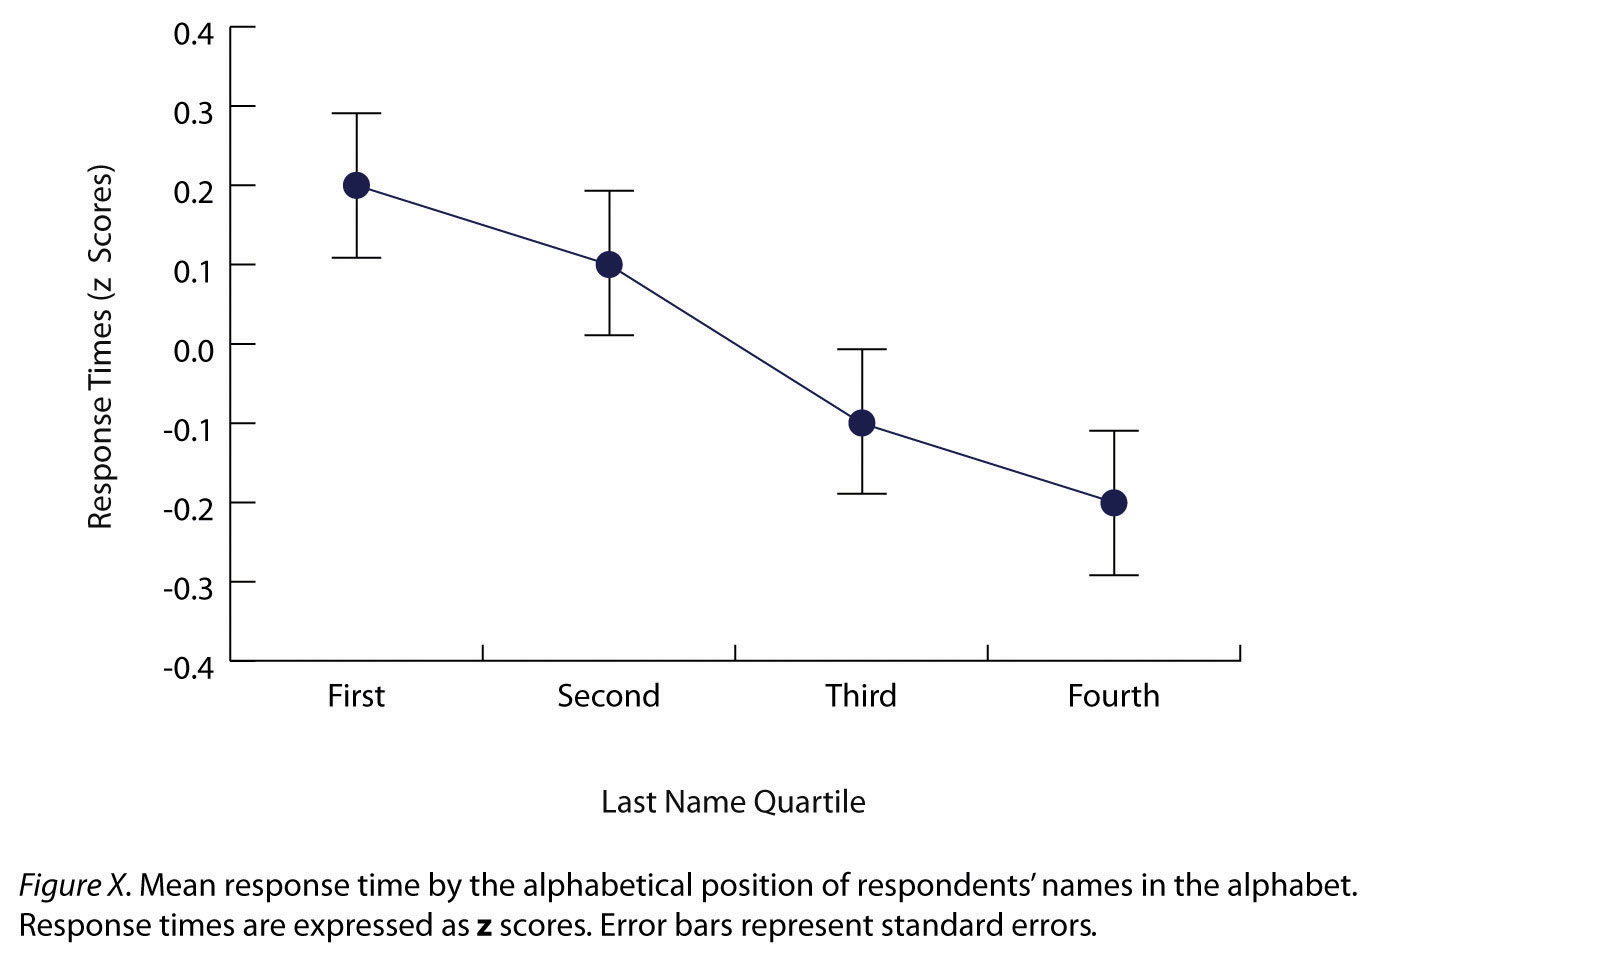 0.4
0.3
0.2
0.1
0.0
-0.1
-0.2
-0.3
-0.4
Response Times (z Scores)
First Second Third Fourth
Last Name Quartile
Figure X. Mean response time by the alphabetical position of respondents’ names in the alphabet.
Response times are expressed as z scores. Error bars represent standard errors.